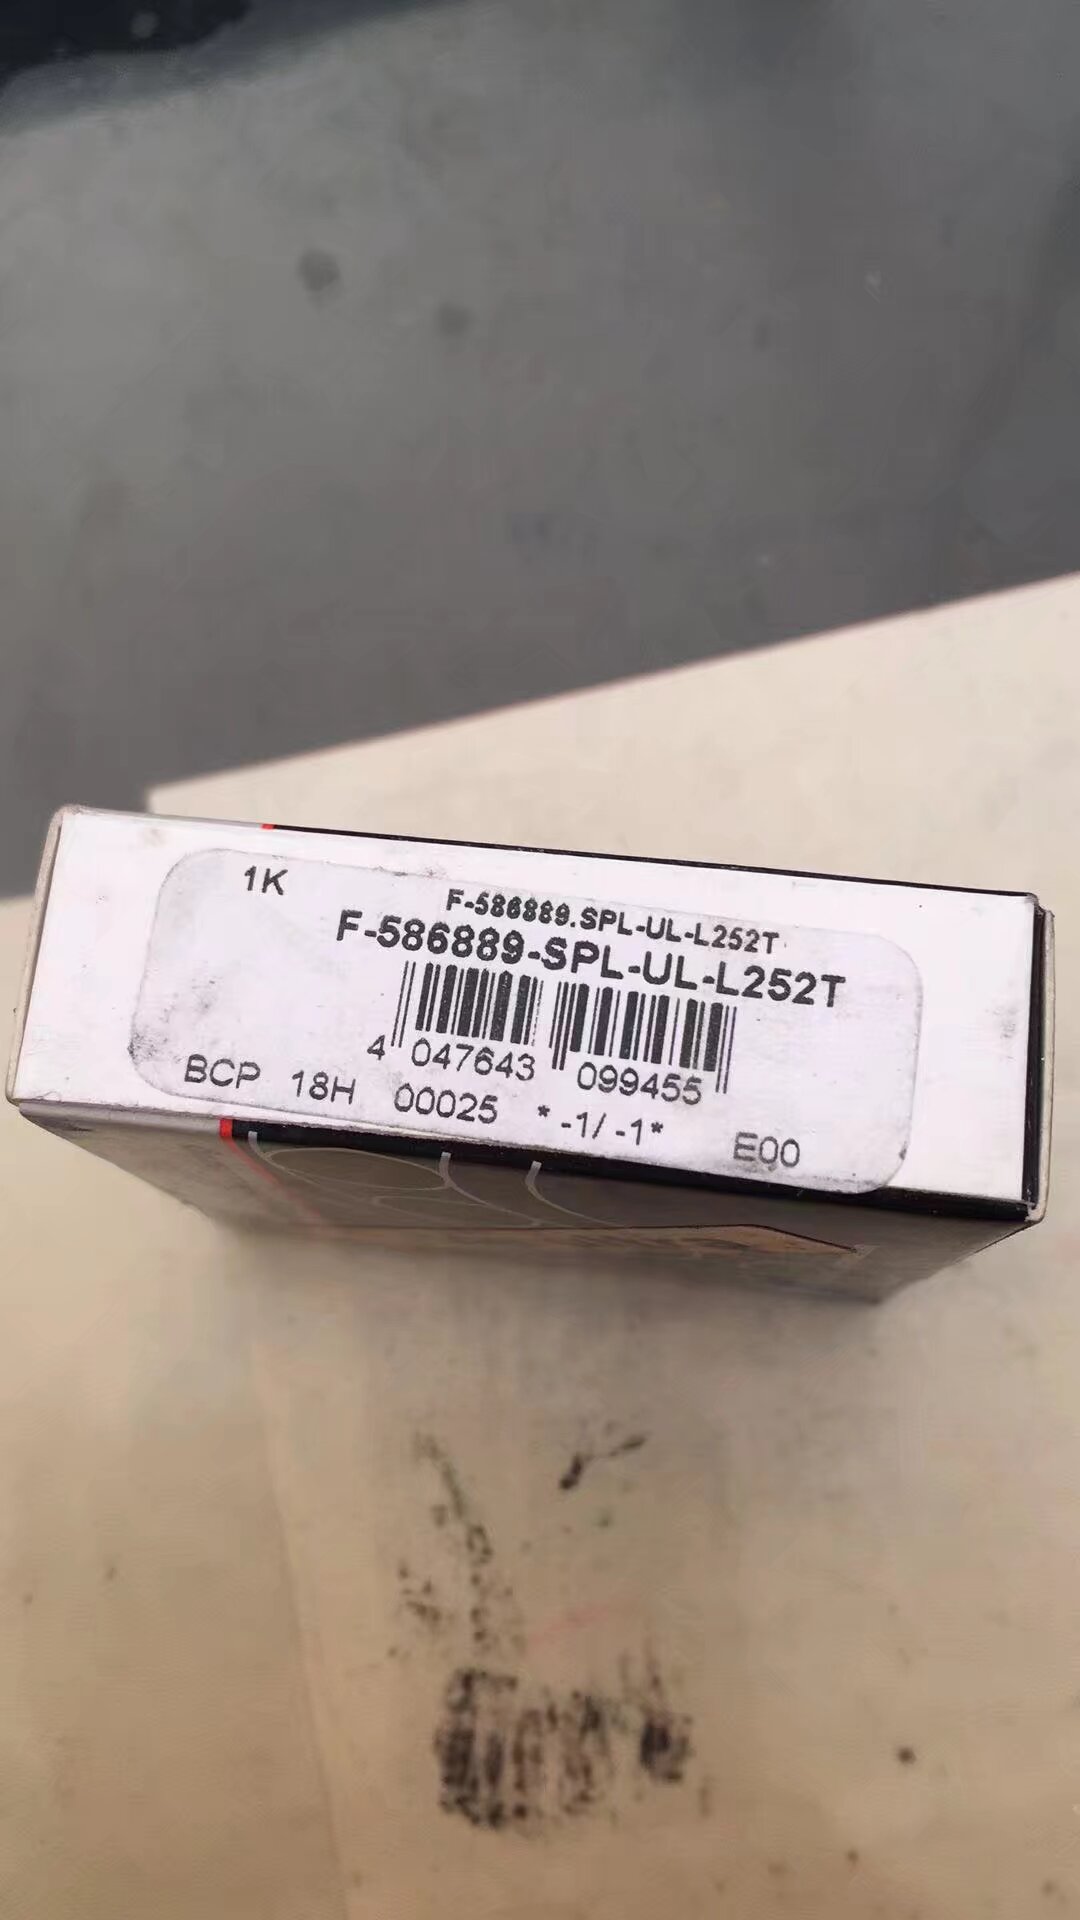 1K
F-586889.SPL-UL-L252T
F-586889-SPL-UL-L252T
4 047643 099455
BCP 18H 00025 * -1/ -1* E00